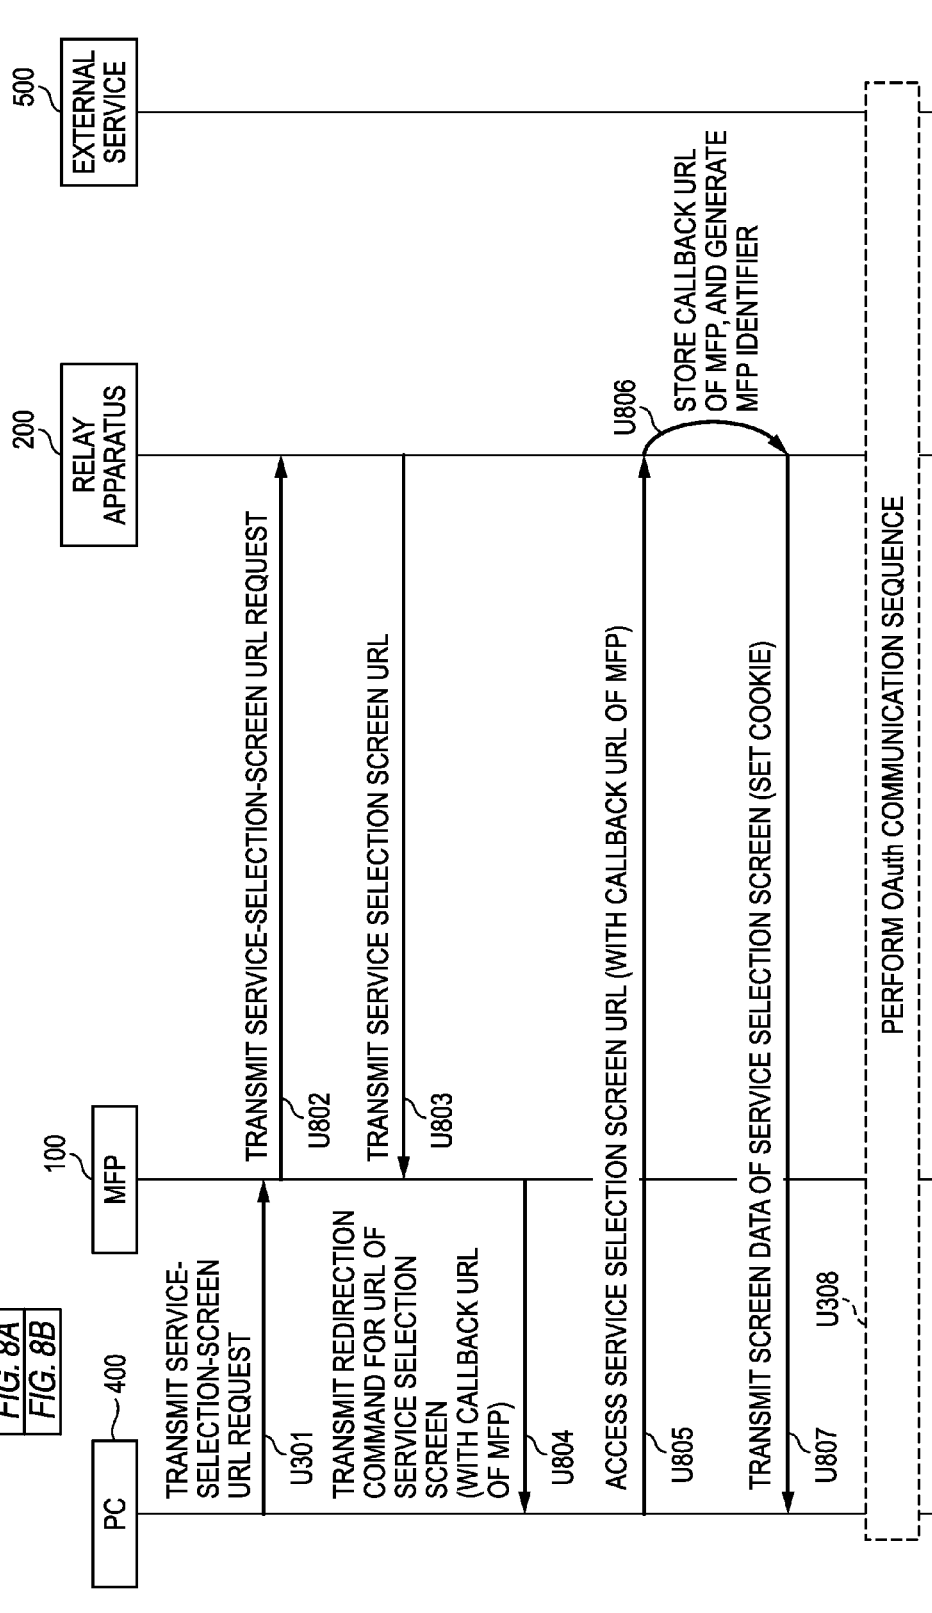 FIG. 8A
FIG. 8B
400
PC
100
MFP
200
RELAY
APPARATUS
500
EXTERNAL
SERVICE
TRANSMIT SERVICE-
SELECTION-SCREEN
URL REQUEST
U301
TRANSMIT SERVICE-SELECTION-SCREEN URL REQUEST
U802
TRANSMIT SERVICE SELECTION SCREEN URL
U803
TRANSMIT REDIRECTION
COMMAND FOR URL OF
SERVICE SELECTION
SCREEN
(WITH CALLBACK URL
OF MFP)
U804
ACCESS SERVICE SELECTION SCREEN URL (WITH CALLBACK URL OF MFP)
U805
U806
STORE CALLBACK URL
OF MFP, AND GENERATE
MFP IDENTIFIER
TRANSMIT SCREEN DATA OF SERVICE SELECTION SCREEN (SET COOKIE)
U807
U308
PERFORM OAuth COMMUNICATION SEQUENCE